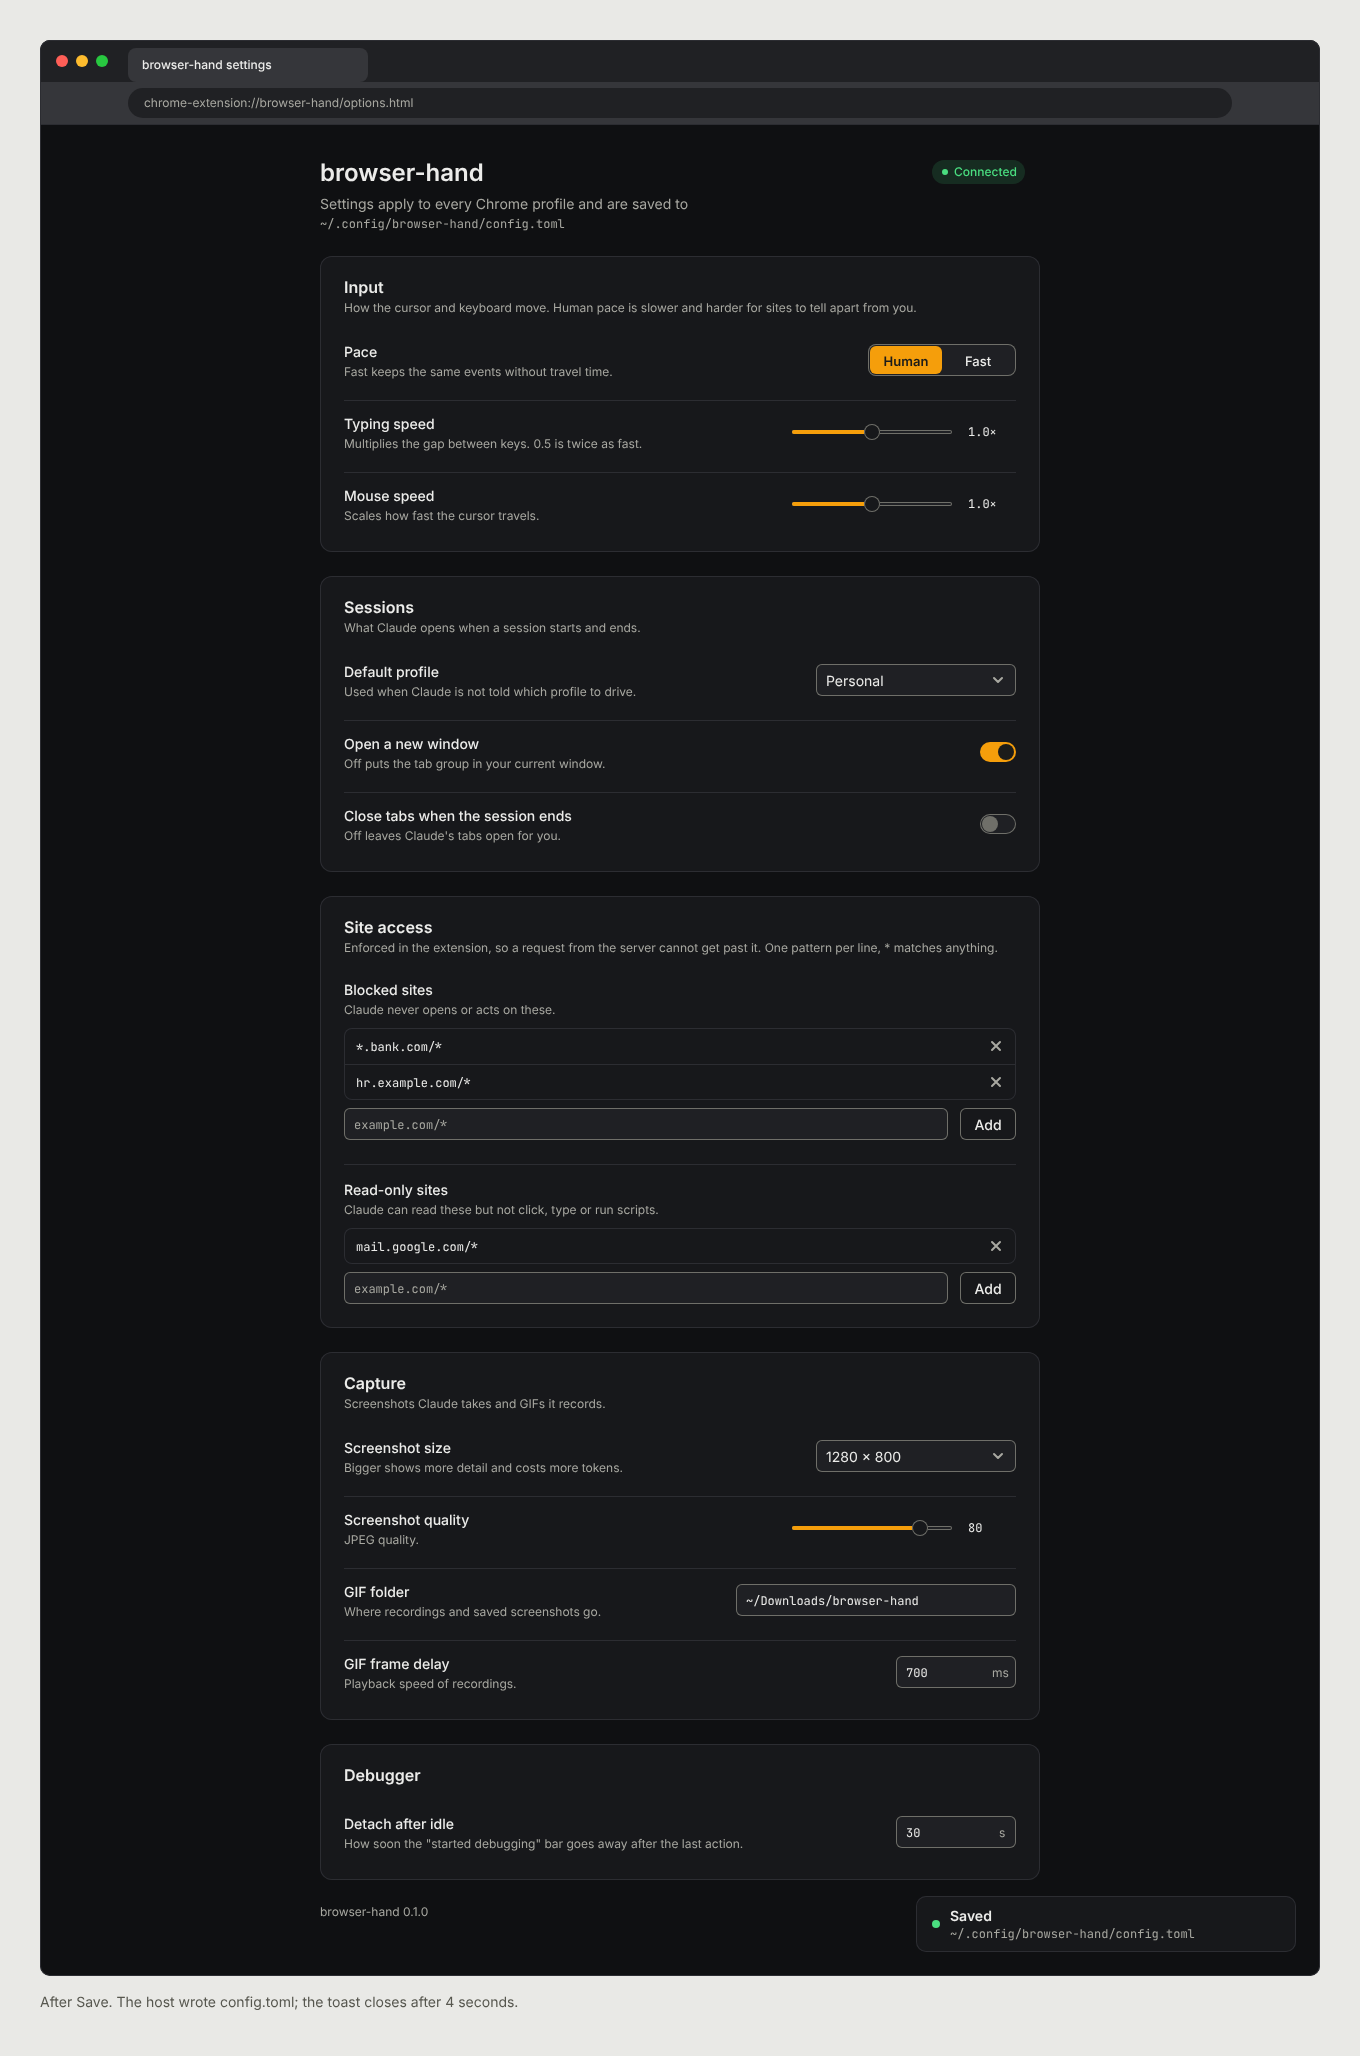 browser-hand settings
chrome-extension://browser-hand/options.html
browser-hand
Connected
Settings apply to every Chrome profile and are saved to
~/.config/browser-hand/config.toml
Input
How the cursor and keyboard move. Human pace is slower and harder for sites to tell apart from you.
Pace
Human
Fast
Fast keeps the same events without travel time.
Typing speed
1.0×
Multiplies the gap between keys. 0.5 is twice as fast.
Mouse speed
1.0×
Scales how fast the cursor travels.
Sessions
What Claude opens when a session starts and ends.
Default profile
Personal
Used when Claude is not told which profile to drive.
Open a new window
Off puts the tab group in your current window.
Close tabs when the session ends
Off leaves Claude's tabs open for you.
Site access
Enforced in the extension, so a request from the server cannot get past it. One pattern per line, * matches anything.
Blocked sites
Claude never opens or acts on these.
*.bank.com/*
hr.example.com/*
example.com/*
Add
Read-only sites
Claude can read these but not click, type or run scripts.
mail.google.com/*
example.com/*
Add
Capture
Screenshots Claude takes and GIFs it records.
Screenshot size
1280 × 800
Bigger shows more detail and costs more tokens.
Screenshot quality
80
JPEG quality.
GIF folder
~/Downloads/browser-hand
Where recordings and saved screenshots go.
GIF frame delay
700 ms
Playback speed of recordings.
Debugger
Detach after idle
30 s
How soon the "started debugging" bar goes away after the last action.
browser-hand 0.1.0
Saved
~/.config/browser-hand/config.toml
After Save. The host wrote config.toml; the toast closes after 4 seconds.